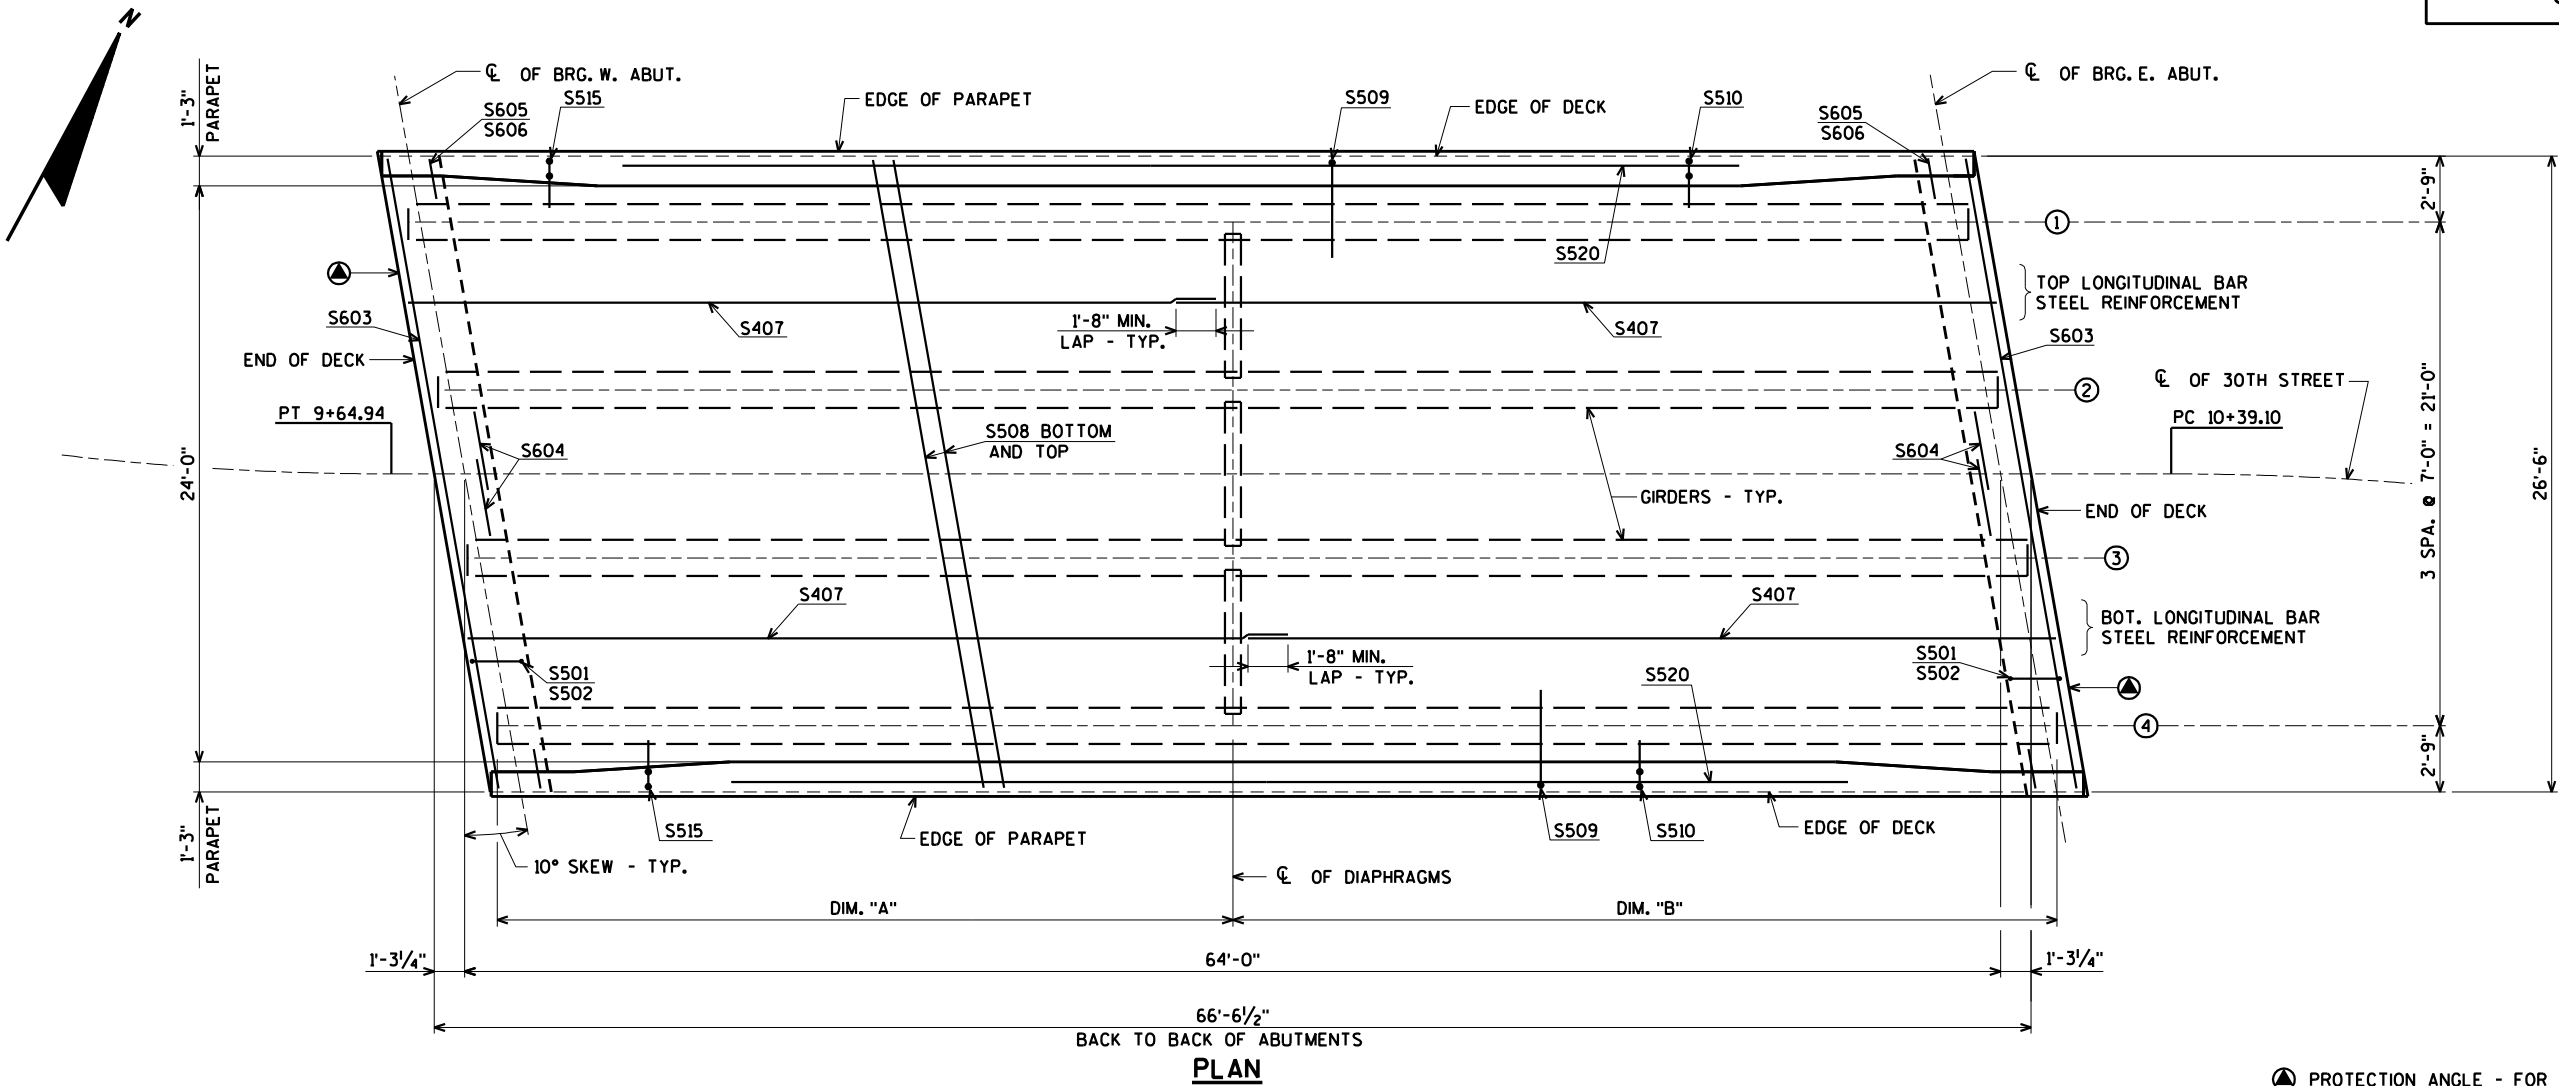 N
℄ OF BRG. W. ABUT.
℄ OF BRG. E. ABUT.
1'-3"
PARAPET
S605
S606
S515
EDGE OF PARAPET
S509
EDGE OF DECK
S510
S605
S606
2'-9"
1
S520
TOP LONGITUDINAL BAR
STEEL REINFORCEMENT
S603
S407
1'-8" MIN.
LAP - TYP.
S407
S603
END OF DECK
℄ OF 30TH STREET
2
PT 9+64.94
PC 10+39.10
S508 BOTTOM
AND TOP
S604
S604
24'-0"
3 SPA. @ 7'-0" = 21'-0"
26'-6"
GIRDERS - TYP.
END OF DECK
3
S407
S407
BOT. LONGITUDINAL BAR
STEEL REINFORCEMENT
1'-8" MIN.
LAP - TYP.
S501
S502
S520
S501
S502
4
2'-9"
1'-3"
PARAPET
S515
EDGE OF PARAPET
S509
S510
EDGE OF DECK
10° SKEW - TYP.
℄ OF DIAPHRAGMS
DIM. "A"
DIM. "B"
1'-3¼"
64'-0"
1'-3¼"
66'-6½"
BACK TO BACK OF ABUTMENTS
PLAN
PROTECTION ANGLE - FOR